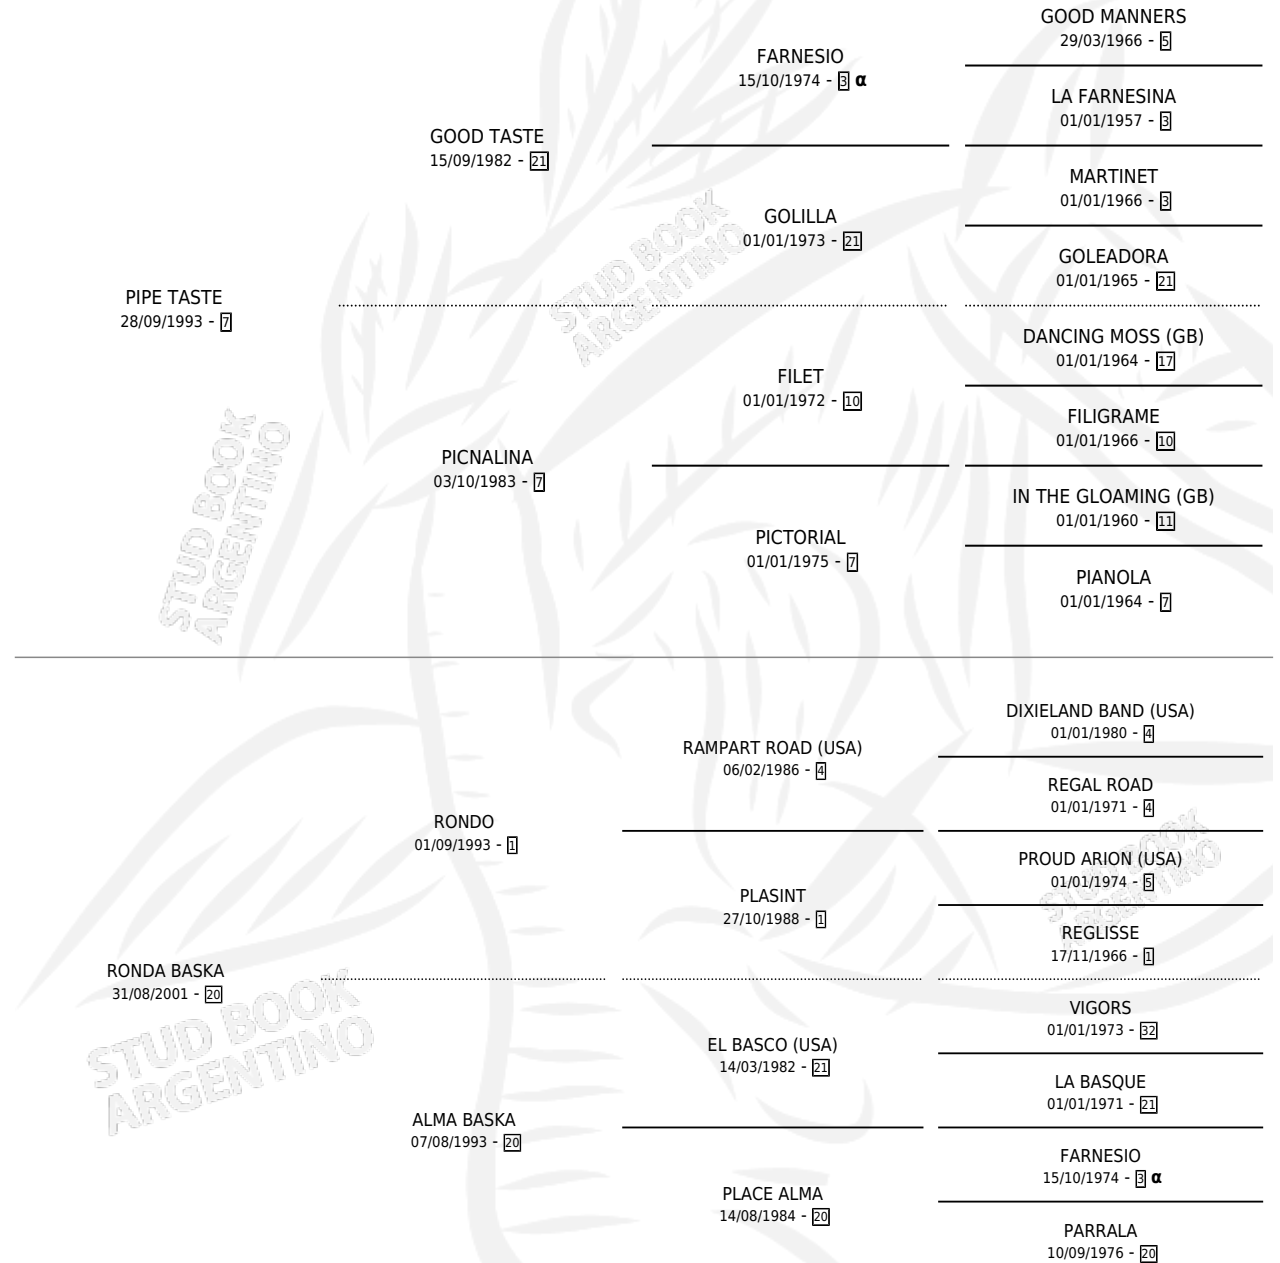 GOOD MANNERS
29/03/1966 - 5
FARNESIO
15/10/1974 - 3 α
LA FARNESINA
01/01/1957 - 3
GOOD TASTE
15/09/1982 - 21
MARTINET
01/01/1966 - 3
GOLILLA
01/01/1973 - 21
GOLEADORA
01/01/1965 - 21
PIPE TASTE
28/09/1993 - 7
DANCING MOSS (GB)
01/01/1964 - 17
FILET
01/01/1972 - 10
FILIGRAME
01/01/1966 - 10
PICNALINA
03/10/1983 - 7
IN THE GLOAMING (GB)
01/01/1960 - 11
PICTORIAL
01/01/1975 - 7
PIANOLA
01/01/1964 - 7
DIXIELAND BAND (USA)
01/01/1980 - 4
RAMPART ROAD (USA)
06/02/1986 - 4
REGAL ROAD
01/01/1971 - 4
RONDO
01/09/1993 - 1
PROUD ARION (USA)
01/01/1974 - 5
PLASINT
27/10/1988 - 1
REGLISSE
17/11/1966 - 1
RONDA BASKA
31/08/2001 - 20
VIGORS
01/01/1973 - 32
EL BASCO (USA)
14/03/1982 - 21
LA BASQUE
01/01/1971 - 21
ALMA BASKA
07/08/1993 - 20
FARNESIO
15/10/1974 - 3 α
PLACE ALMA
14/08/1984 - 20
PARRALA
10/09/1976 - 20
STUD BOOK
ARGENTINO
STUD BOOK
ARGENTINO
STUD BOOK
ARGENTINO
STUD BOOK
ARGENTINO